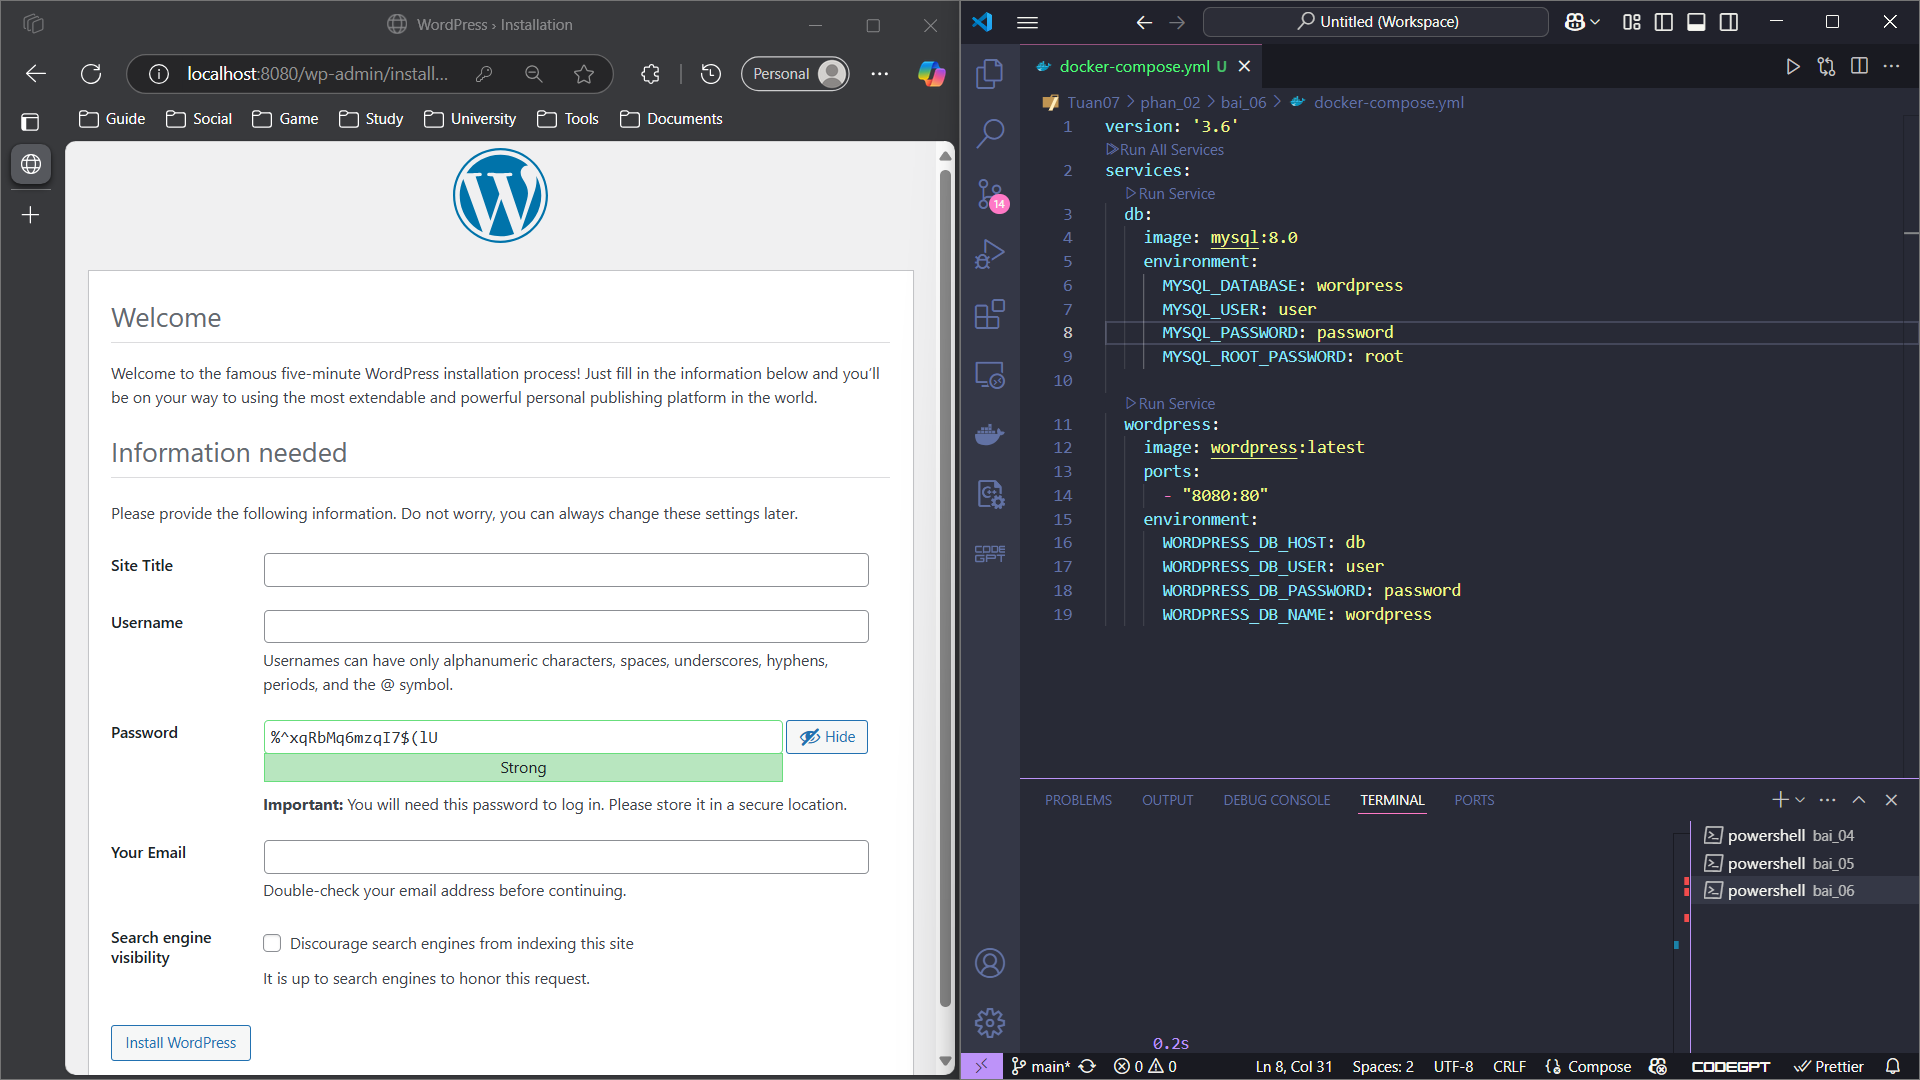 WordPress › Installation
localhost:8080/wp-admin/install...
Personal
Guide
Social
Game
Study
University
Tools
Documents
Welcome
Welcome to the famous five-minute WordPress installation process! Just fill in the information below and you’ll
be on your way to using the most extendable and powerful personal publishing platform in the world.
Information needed
Please provide the following information. Do not worry, you can always change these settings later.
Site Title
Username
Usernames can have only alphanumeric characters, spaces, underscores, hyphens,
periods, and the @ symbol.
Password
%^xqRbMq6mzqI7$(lU
Hide
Strong
Important: You will need this password to log in. Please store it in a secure location.
Your Email
Double-check your email address before continuing.
Search engine
visibility
Discourage search engines from indexing this site
It is up to search engines to honor this request.
Install WordPress
Untitled (Workspace)
docker-compose.yml U
Tuan07 > phan_02 > bai_06 > docker-compose.yml
14
1 version: '3.6'
Run All Services
2 services:
Run Service
3 db:
4 image: mysql:8.0
5 environment:
6 MYSQL_DATABASE: wordpress
7 MYSQL_USER: user
8 MYSQL_PASSWORD: password
9 MYSQL_ROOT_PASSWORD: root
10
Run Service
11 wordpress:
12 image: wordpress:latest
13 ports:
14 - "8080:80"
15 environment:
16 WORDPRESS_DB_HOST: db
17 WORDPRESS_DB_USER: user
18 WORDPRESS_DB_PASSWORD: password
19 WORDPRESS_DB_NAME: wordpress
CODE
GPT
PROBLEMS
OUTPUT
DEBUG CONSOLE
TERMINAL
PORTS
powershell bai_04
powershell bai_05
powershell bai_06
0.2s
main*
0
0
Ln 8, Col 31
Spaces: 2
UTF-8
CRLF
Compose
CODEGPT
Prettier